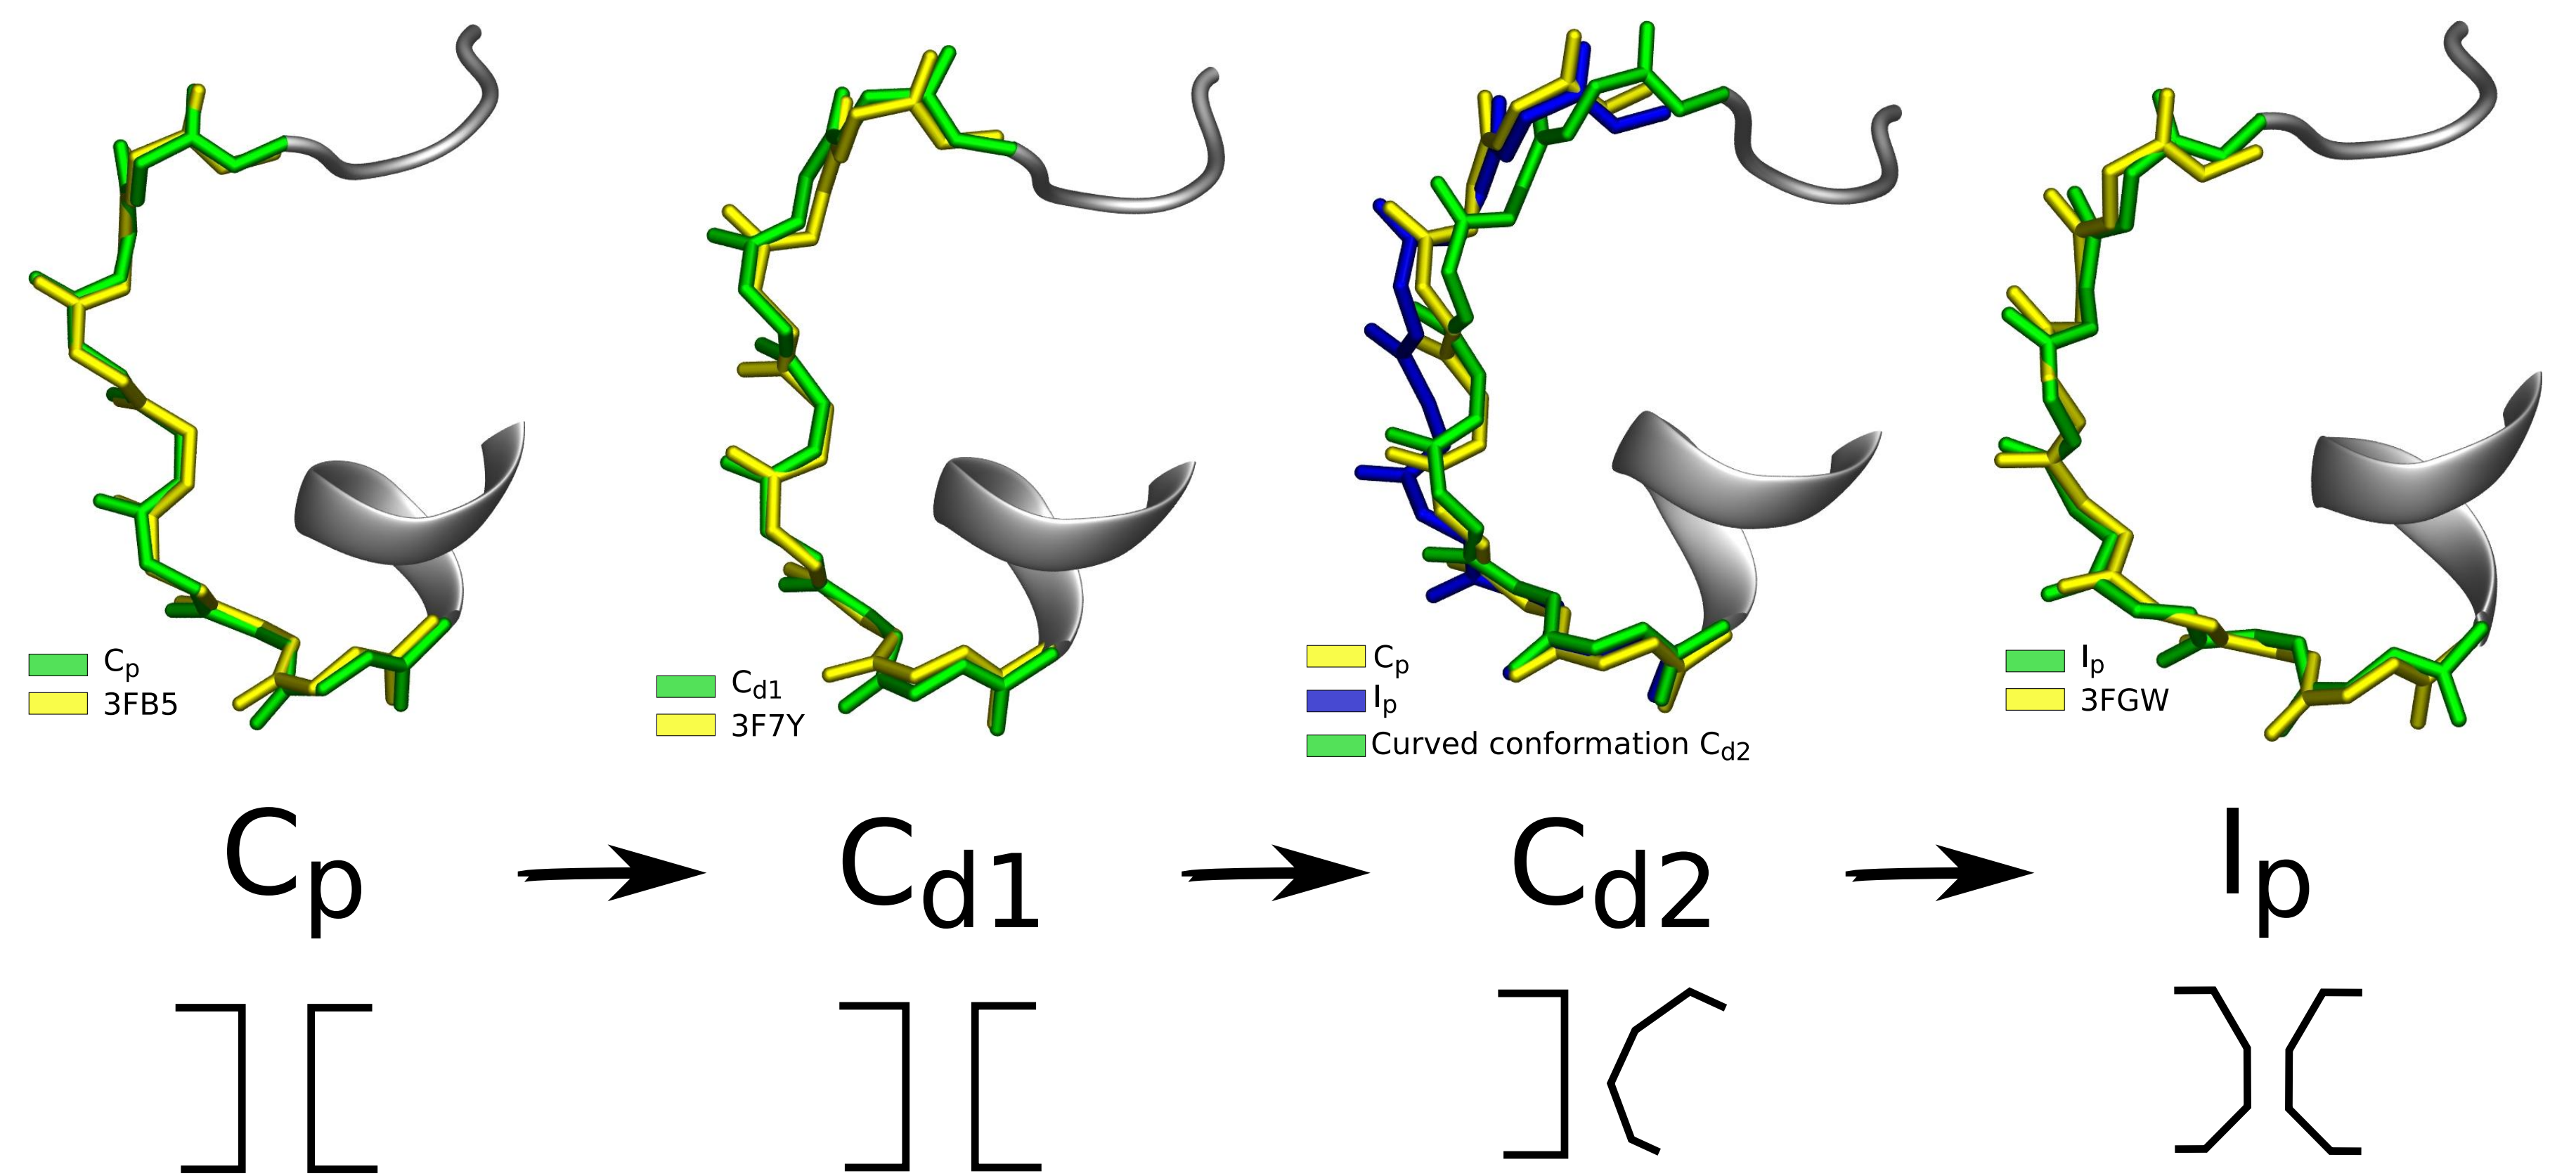 Cp
3FB5
Cd1
3F7Y
Cp
Ip
Curved conformation Cd2
Ip
3FGW
Cp Cd1 Cd2 Ip